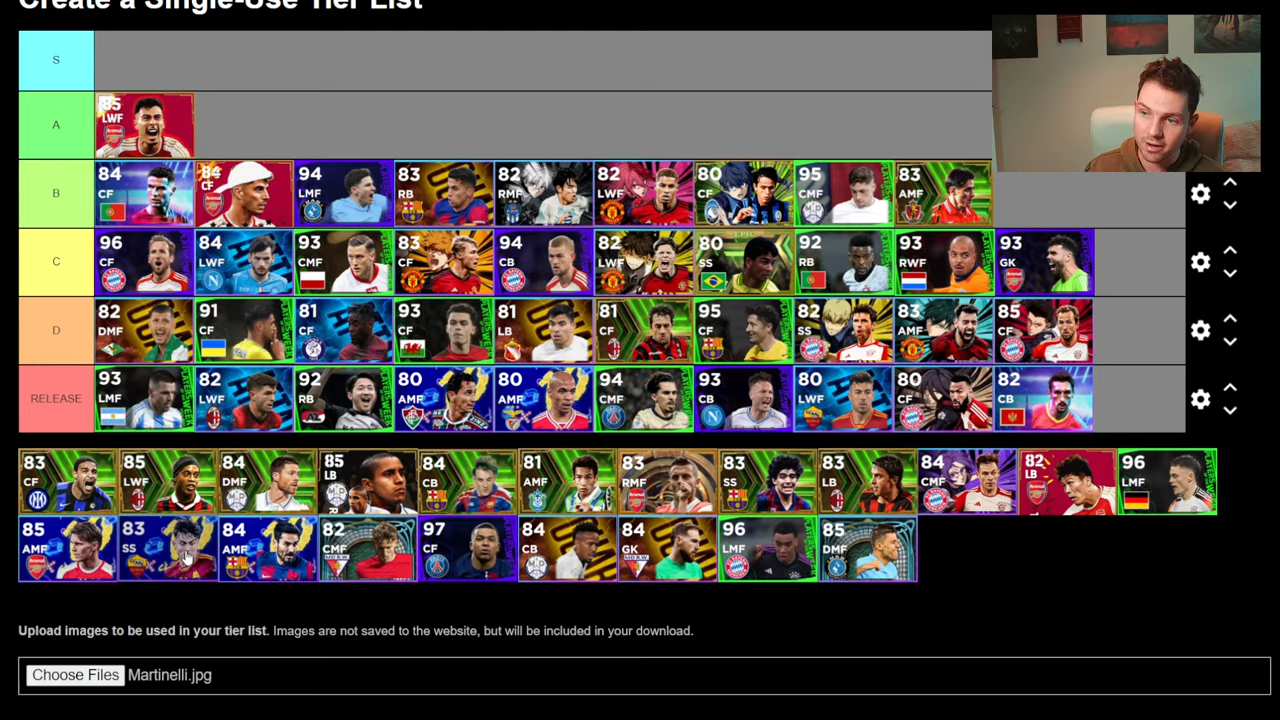 Create a Single-Use Tier List
S
A
85 LWF
B
84 CF
84 CF
94 LMF
83 RB
82 RMF
82 LWF
80 CF
95 CMF
83 AMF
C
96 CF
84 LWF
93 CMF
83 CF
94 CB
82 LWF
80 SS EPIC
92 RB
93 RWF
93 GK
D
82 DMF
91 CF
81 CF
93 CF
81 LB
81 CF
95 CF
82 SS
83 AMF
85 CF
RELEASE
93 LMF
82 LWF
92 RB
80 AMF
80 AMF
94 CMF
93 CB
80 LWF
80 CF
82 CB
83 CF
85 LWF
84 DMF
85 LB
84 CB
81 AMF
83 RMF
83 SS
83 LB
84 CMF
82 LB
96 LMF
85 AMF
83 SS
84 AMF
82 CMF
97 CF
84 CB
84 GK
96 LMF
85 DMF
Upload images to be used in your tier list. Images are not saved to the website, but will be included in your download.
Choose Files Martinelli.jpg